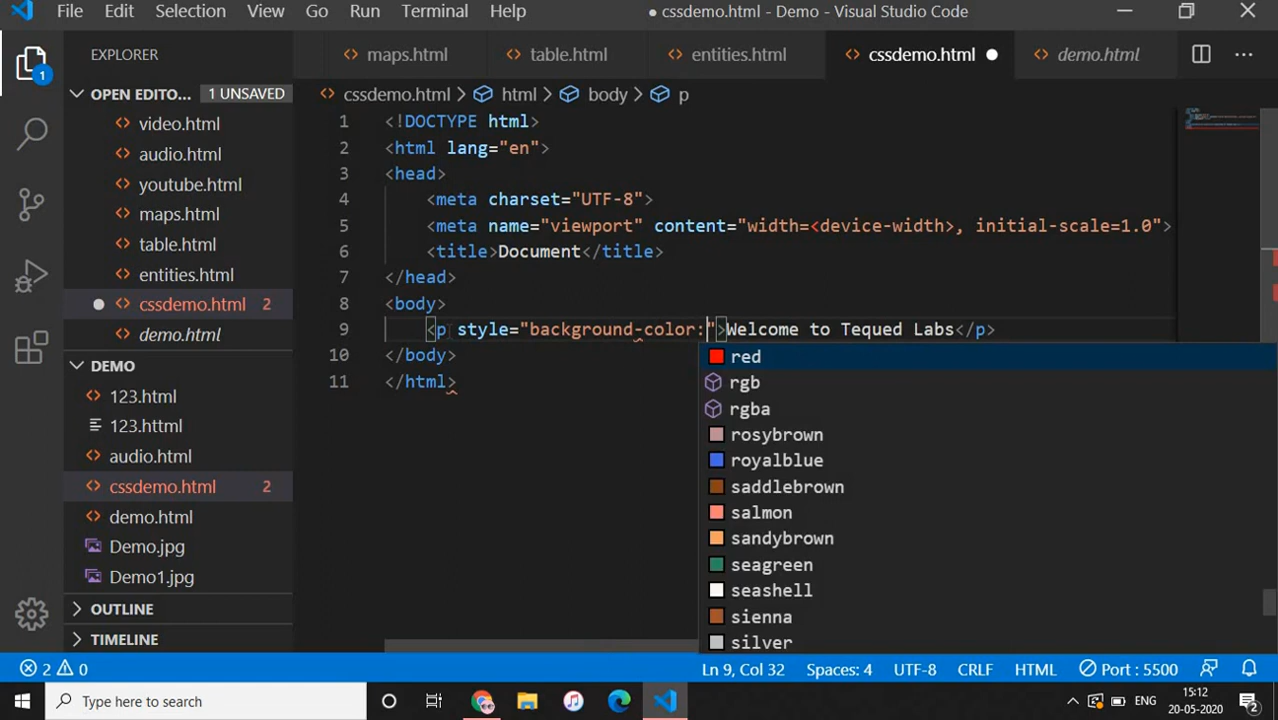 File Edit Selection View Go Run Terminal Help ● cssdemo.html - Demo - Visual Studio Code
EXPLORER
maps.html table.html entities.html cssdemo.html ● demo.html ...
1
OPEN EDITO... 1 UNSAVED
cssdemo.html > html > body > p
video.html
audio.html
youtube.html
maps.html
table.html
entities.html
cssdemo.html 2
demo.html
DEMO
123.html
123.httml
audio.html
cssdemo.html 2
demo.html
Demo.jpg
Demo1.jpg
OUTLINE
TIMELINE
1 <!DOCTYPE html>
2 <html lang="en">
3 <head>
4 <meta charset="UTF-8">
5 <meta name="viewport" content="width=<device-width>, initial-scale=1.0">
6 <title>Document</title>
7 </head>
8 <body>
9 <p style="background-color:">Welcome to Tequed Labs</p>
10 </body>
11 </html>
red
rgb
rgba
rosybrown
royalblue
saddlebrown
salmon
sandybrown
seagreen
seashell
sienna
silver
2 0 Ln 9, Col 32 Spaces: 4 UTF-8 CRLF HTML Port : 5500
Type here to search
ENG
15:12
20-05-2020
2